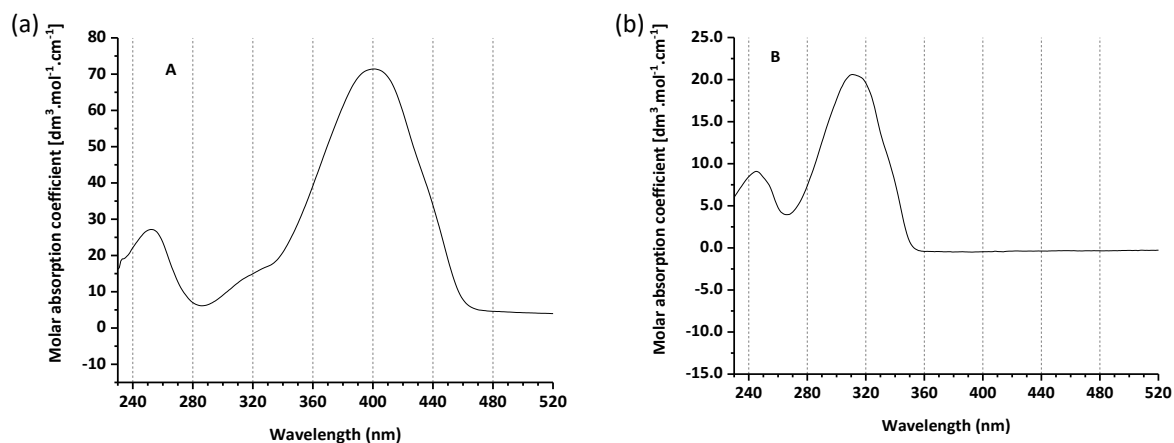 (a)
A
Molar absorption coefficient [dm³.mol⁻¹.cm⁻¹]
80
70
60
50
40
30
20
10
0
-10
240 280 320 360 400 440 480 520
Wavelength (nm)
(b)
B
Molar absorption coefficient [dm³.mol⁻¹.cm⁻¹]
25.0
20.0
15.0
10.0
5.0
0.0
-5.0
-10.0
-15.0
240 280 320 360 400 440 480 520
Wavelength (nm)